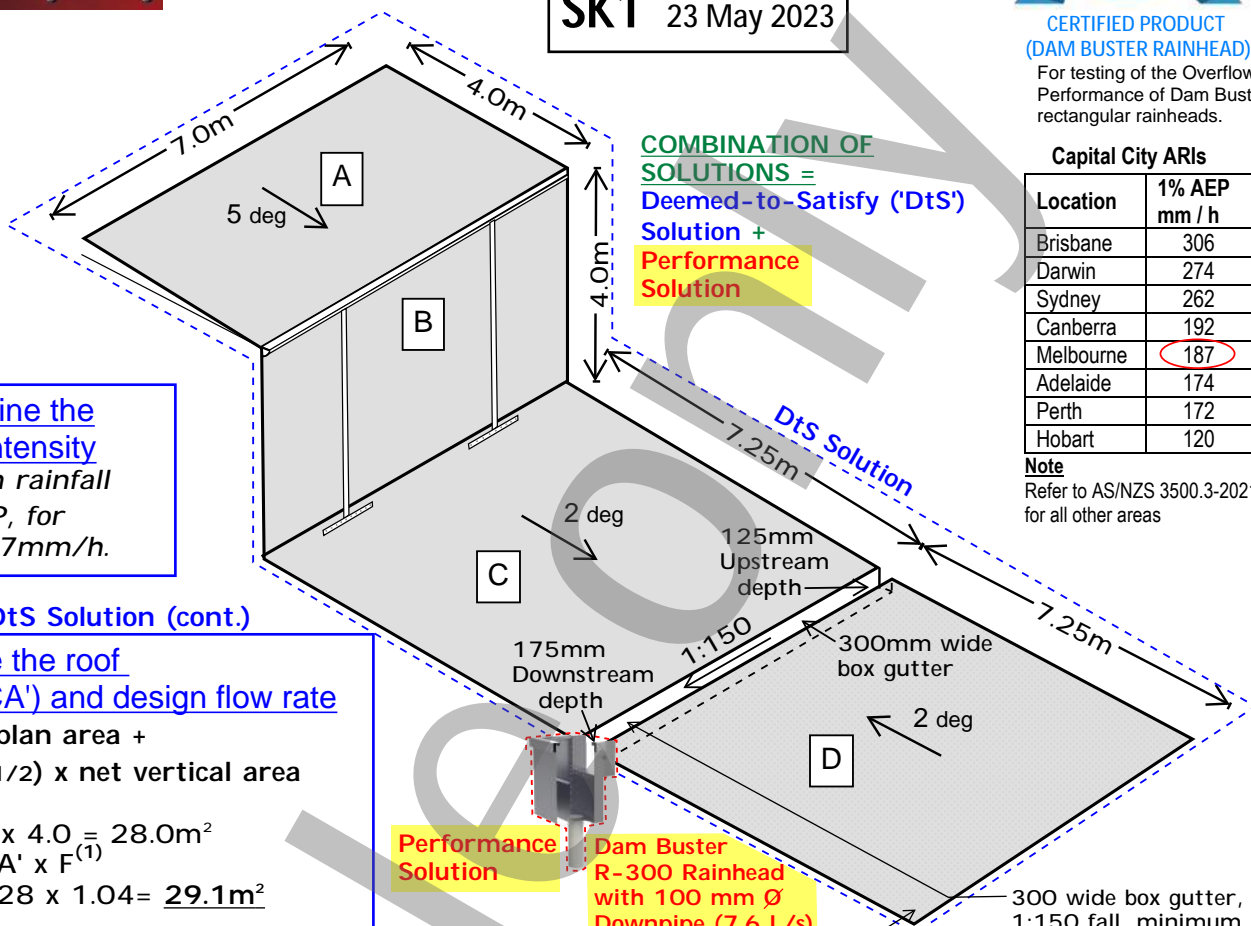 SK1 23 May 2023
CERTIFIED PRODUCT
(DAM BUSTER RAINHEAD)
For testing of the Overflow
Performance of Dam Bust
rectangular rainheads.
Capital City ARIs
Location 1% AEP mm / h
Brisbane 306
Darwin 274
Sydney 262
Canberra 192
Melbourne 187
Adelaide 174
Perth 172
Hobart 120
Note
Refer to AS/NZS 3500.3-2021
for all other areas
COMBINATION OF
SOLUTIONS =
Deemed-to-Satisfy ('DtS')
Solution +
Performance
Solution
7.0m
4.0m
A
5 deg
4.0m
B
DtS Solution
7.25m
2 deg
C
125mm
Upstream
depth
7.25m
1:150
300mm wide
box gutter
175mm
Downstream
depth
2 deg
D
ine the
ntensity
n rainfall
P, for
7mm/h.
DtS Solution (cont.)
e the roof
CA') and design flow rate
plan area +
1/2) x net vertical area
x 4.0 = 28.0m²
A' x F⁽¹⁾
28 x 1.04= 29.1m²
Performance
Solution
Dam Buster
R-300 Rainhead
with 100 mm Ø
Downpipe (7.6 L/s)
300 wide box gutter,
1:150 fall, minimum
le only